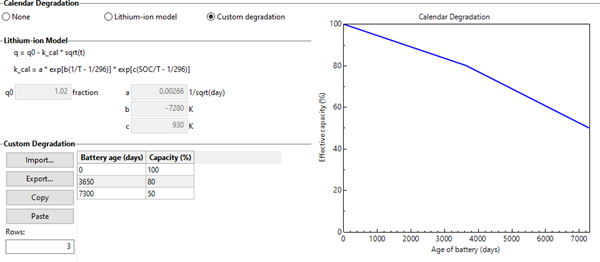 Calendar Degradation
None Lithium-ion model Custom degradation
Lithium-ion Model
q = q0 - k_cal * sqrt(t)
k_cal = a * exp[b(1/T - 1/296)] * exp[c(SOC/T - 1/296)]
q0 1.02 fraction a 0.00266 1/sqrt(day)
b -7280 K
c 930 K
Custom Degradation
Import...
Export...
Copy
Paste
Rows:
3
Battery age (days) Capacity (%)
0 100
3650 80
7300 50
Calendar Degradation
Effective capacity (%)
100
80
60
40
20
0
0 1000 2000 3000 4000 5000 6000 7000
Age of battery (days)